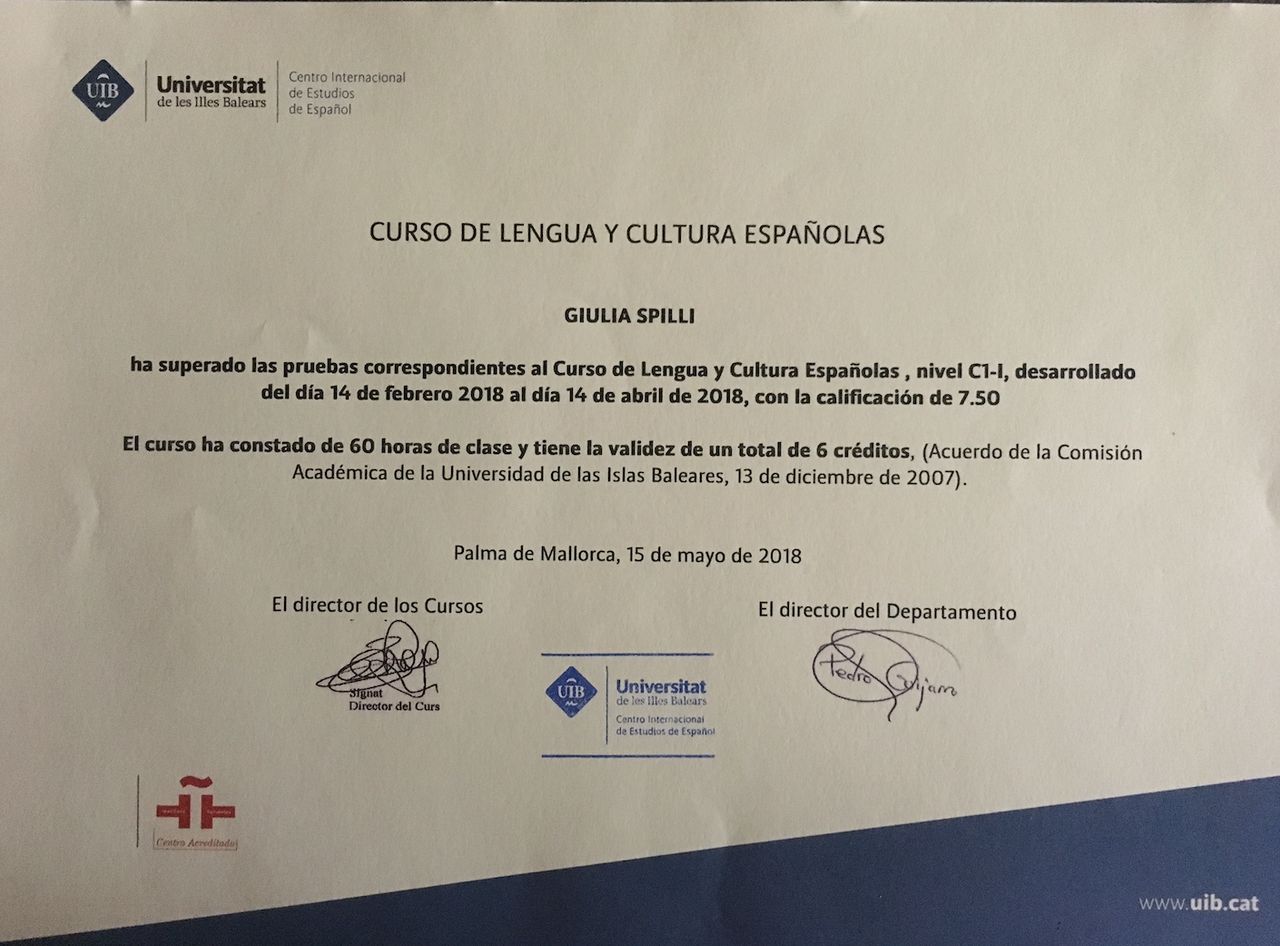 UIB
Universitat
de les Illes Balears
Centro Internacional
de Estudios
de Español
CURSO DE LENGUA Y CULTURA ESPAÑOLAS
GIULIA SPILLI
ha superado las pruebas correspondientes al Curso de Lengua y Cultura Españolas , nivel C1-I, desarrollado
del día 14 de febrero 2018 al día 14 de abril de 2018, con la calificación de 7.50
El curso ha constado de 60 horas de clase y tiene la validez de un total de 6 créditos, (Acuerdo de la Comisión
Académica de la Universidad de las Islas Baleares, 13 de diciembre de 2007).
Palma de Mallorca, 15 de mayo de 2018
El director de los Cursos
El director del Departamento
Signat
Director del Curs
UIB
Universitat
de les Illes Balears
Centro Internacional
de Estudios de Español
Pedro Quijano
Centro Acreditado
www.uib.cat